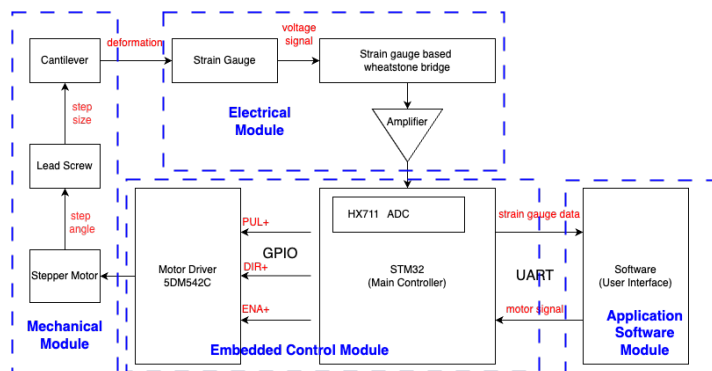 Cantilever
deformation
Strain Gauge
voltage
signal
Strain gauge based
wheatstone bridge
step
size
Electrical
Module
Amplifier
Lead Screw
step
angle
Stepper Motor
Mechanical
Module
Motor Driver
5DM542C
PUL+
DIR+
ENA+
GPIO
HX711 ADC
STM32
(Main Controller)
Embedded Control Module
strain gauge data
UART
motor signal
Software
(User Interface)
Application
Software
Module